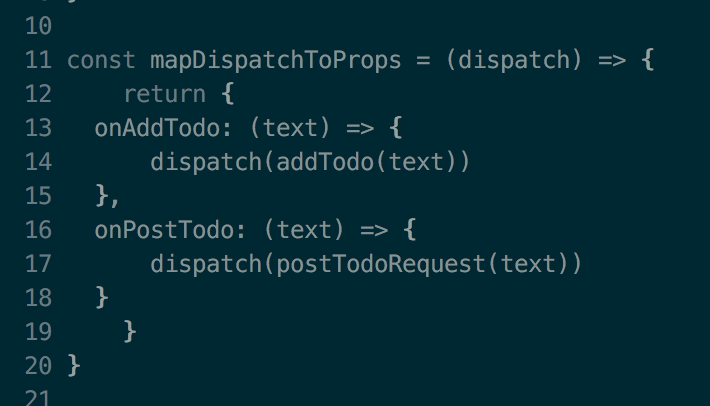 10
11 const mapDispatchToProps = (dispatch) => {
12     return {
13   onAddTodo: (text) => {
14       dispatch(addTodo(text))
15   },
16   onPostTodo: (text) => {
17       dispatch(postTodoRequest(text))
18   }
19     }
20 }
21